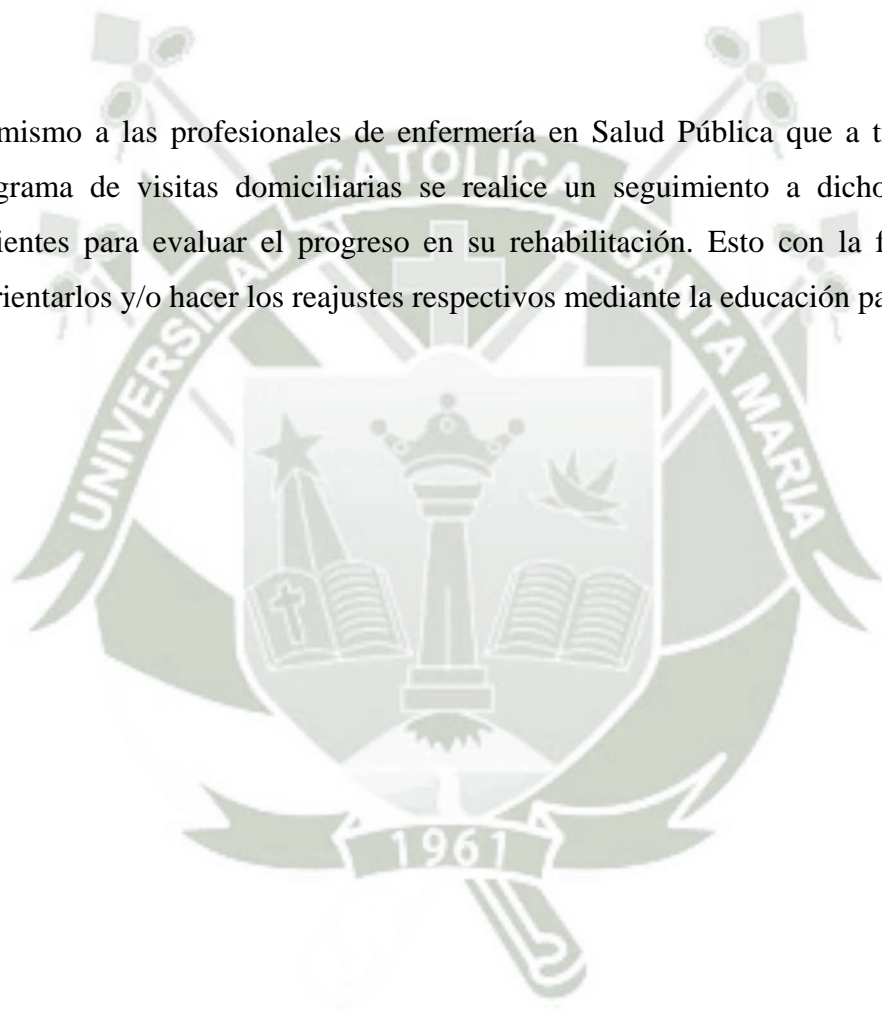 mismo a las profesionales de enfermería en Salud Pública que a t
grama de visitas domiciliarias se realice un seguimiento a dicho
ientes para evaluar el progreso en su rehabilitación. Esto con la f
rientarlos y/o hacer los reajustes respectivos mediante la educación pa
UNIVERSIDAD CATOLICA SANTA MARIA
1961